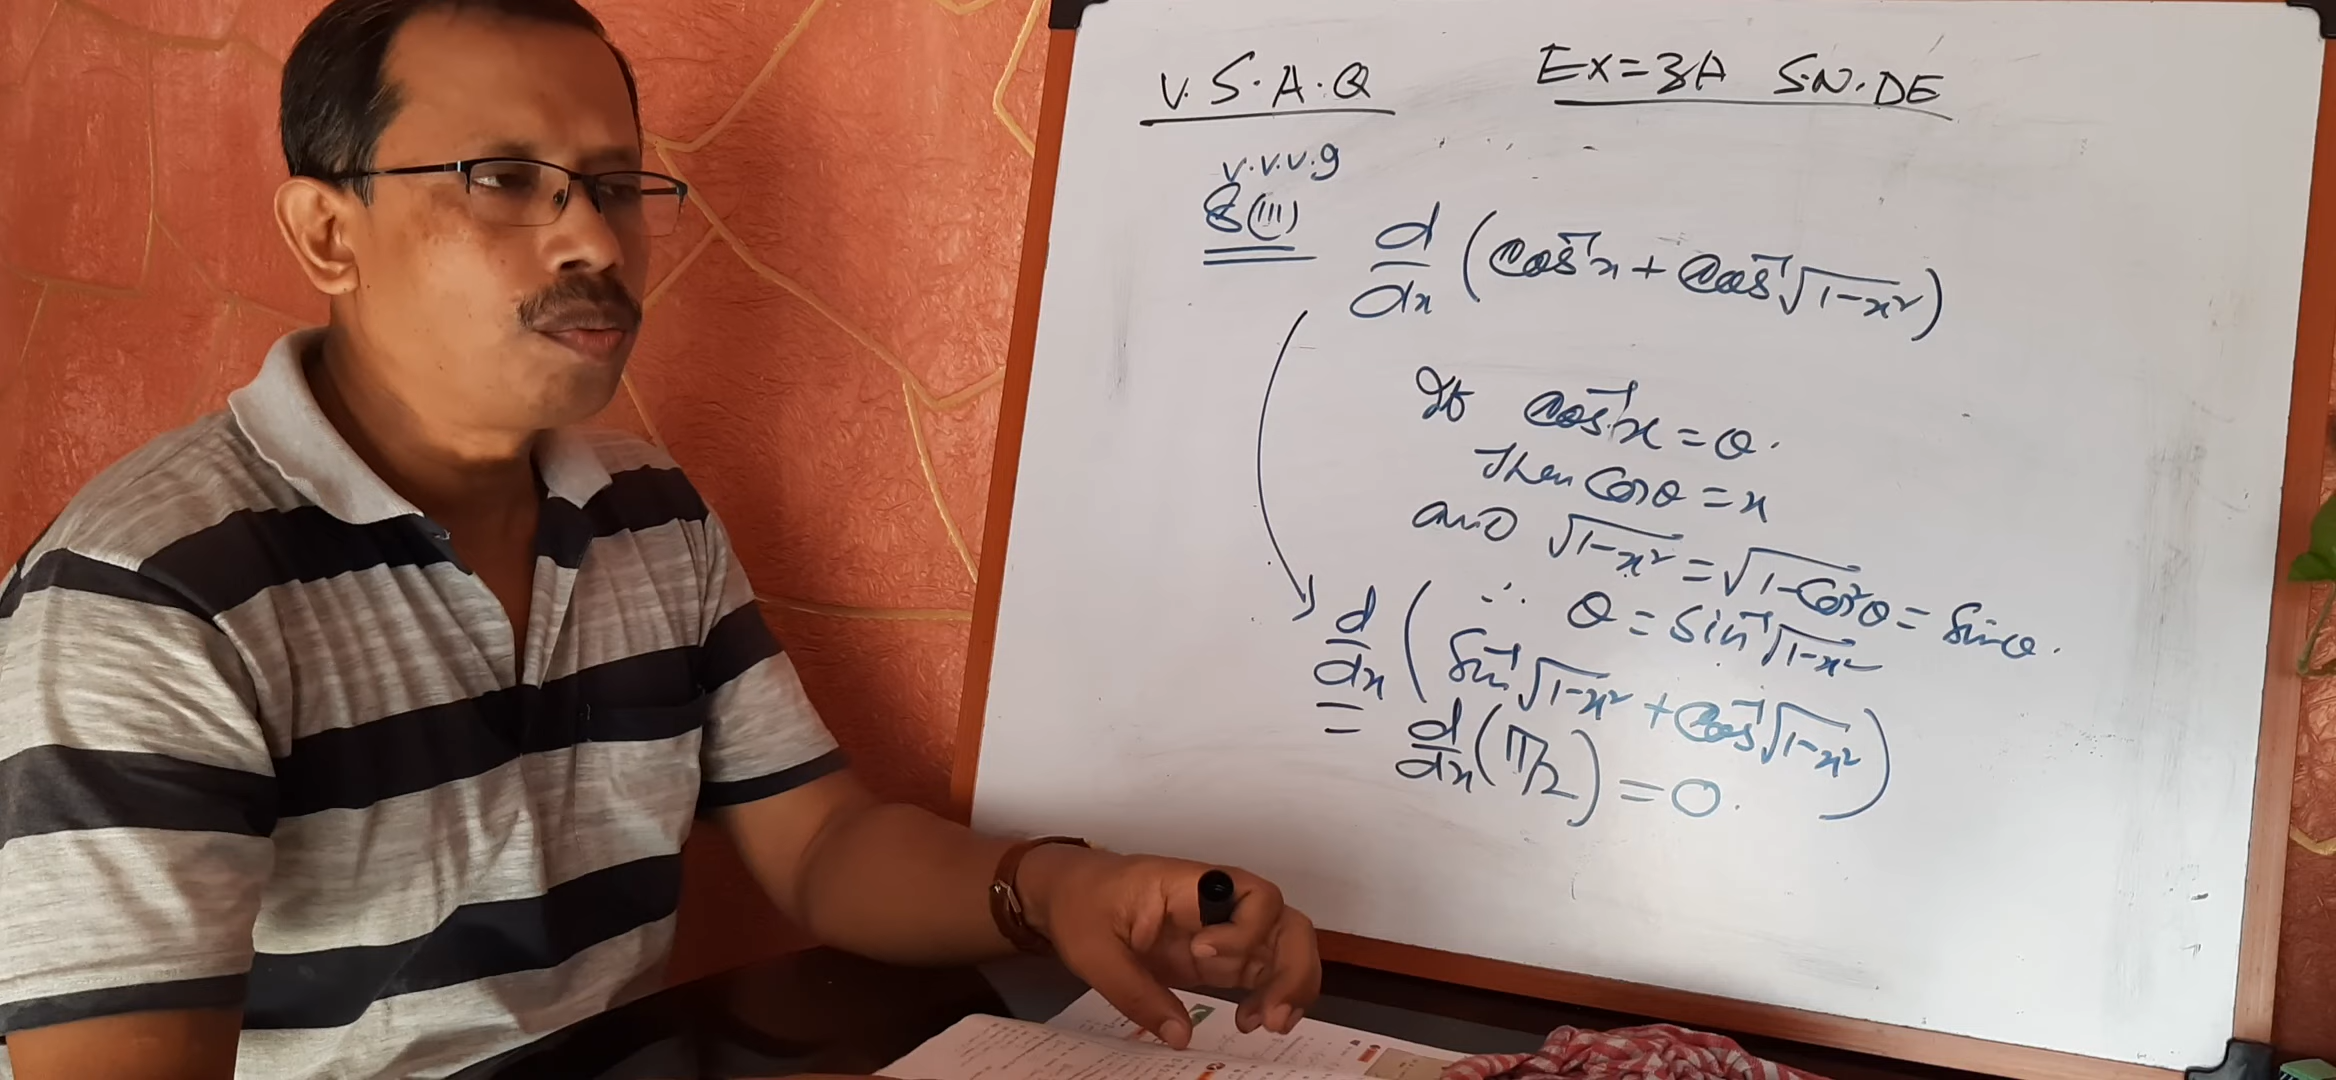 V.S.A.Q Ex=3A S.N.DE
v.v.v.g
8(iii) d/dx (cos⁻¹x + cos⁻¹√(1-x²))
If cos⁻¹x = θ.
Then Cosθ = x
and √(1-x²) = √(1-Cos²θ) = Sinθ.
∴ θ = Sin⁻¹√(1-x²)
d/dx (Sin⁻¹√(1-x²) + cos⁻¹√(1-x²))
= d/dx (π/2) = 0.